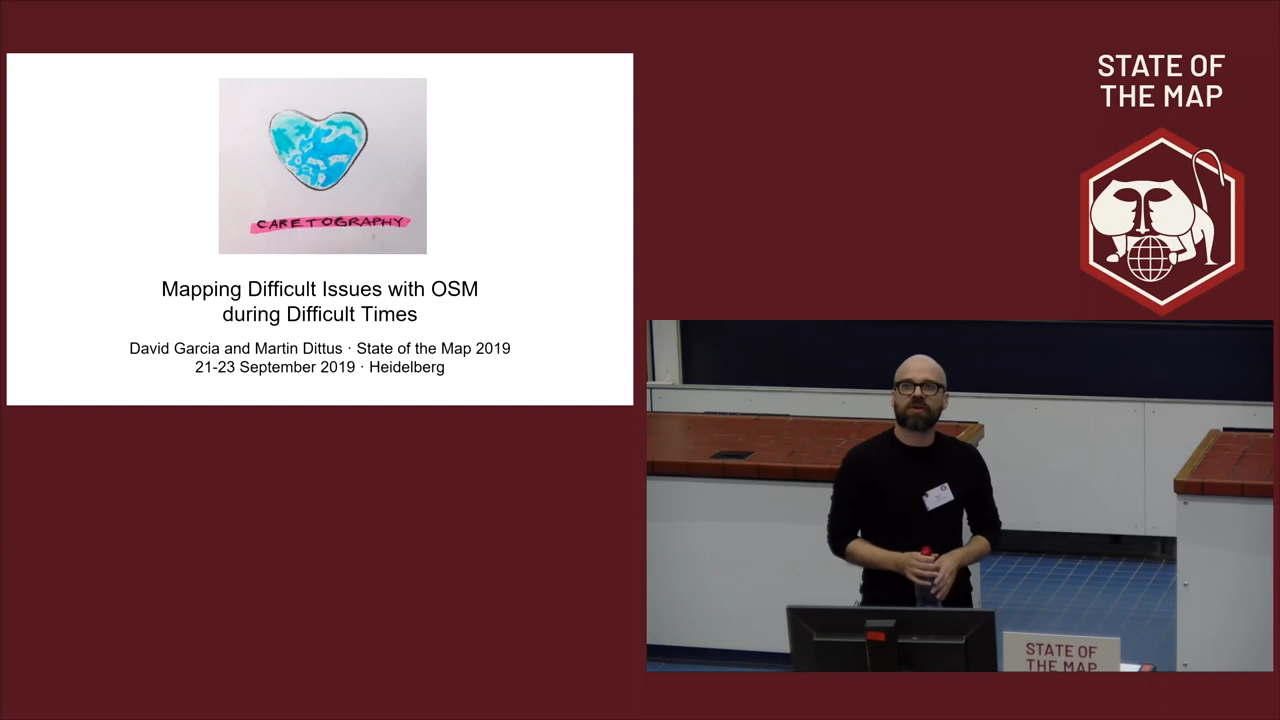 CARETOGRAPHY
Mapping Difficult Issues with OSM
during Difficult Times
David Garcia and Martin Dittus · State of the Map 2019
21-23 September 2019 · Heidelberg
STATE OF
THE MAP
STATE OF
THE MAP